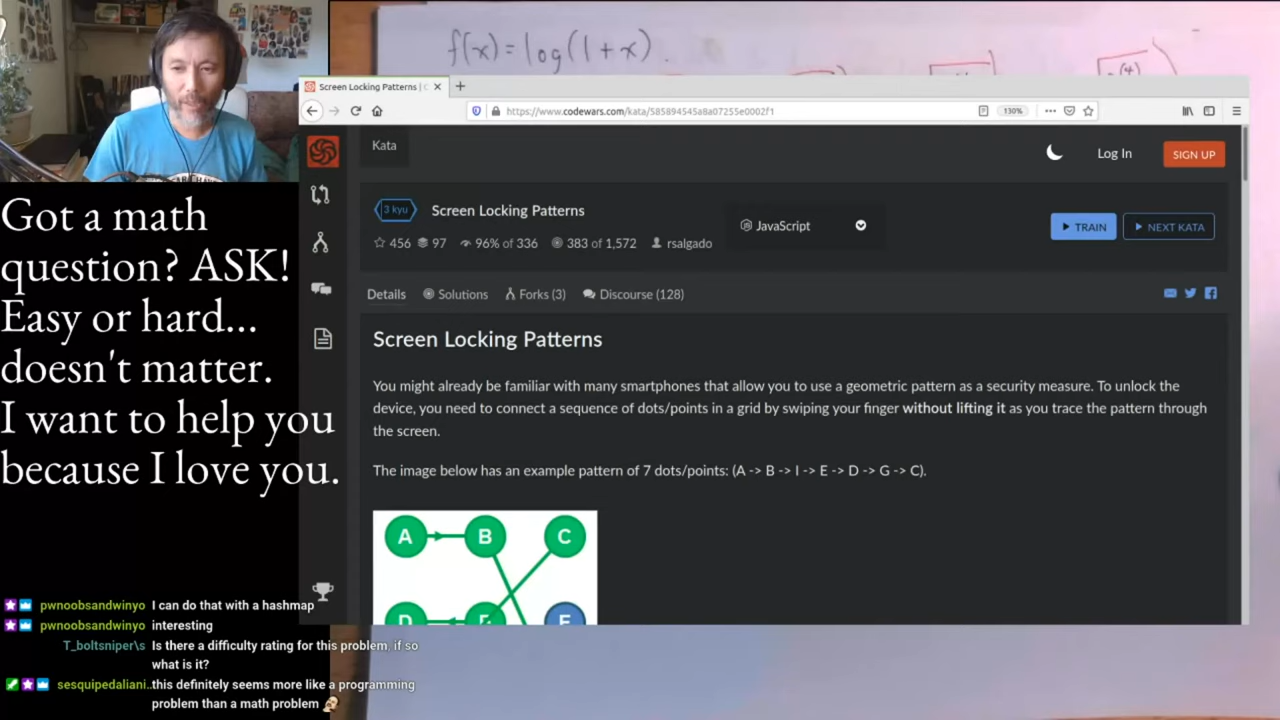 f(x) = log(1+x).
Screen Locking Patterns | C
https://www.codewars.com/kata/585894545a8a07255e0002f1
130%
Kata
Log In
SIGN UP
3 kyu
Screen Locking Patterns
JavaScript
TRAIN
NEXT KATA
456 97 96% of 336 383 of 1,572 rsalgado
Details Solutions Forks (3) Discourse (128)
Screen Locking Patterns
You might already be familiar with many smartphones that allow you to use a geometric pattern as a security measure. To unlock the
device, you need to connect a sequence of dots/points in a grid by swiping your finger without lifting it as you trace the pattern through
the screen.
The image below has an example pattern of 7 dots/points: (A -> B -> I -> E -> D -> G -> C).
A B C
Got a math
question? ASK!
Easy or hard...
doesn't matter.
I want to help you
because I love you.
pwnoobsandwinyo I can do that with a hashmap
pwnoobsandwinyo interesting
T_boltsniper\s Is there a difficulty rating for this problem, if so
what is it?
sesquipedaliani.. this definitely seems more like a programming
problem than a math problem